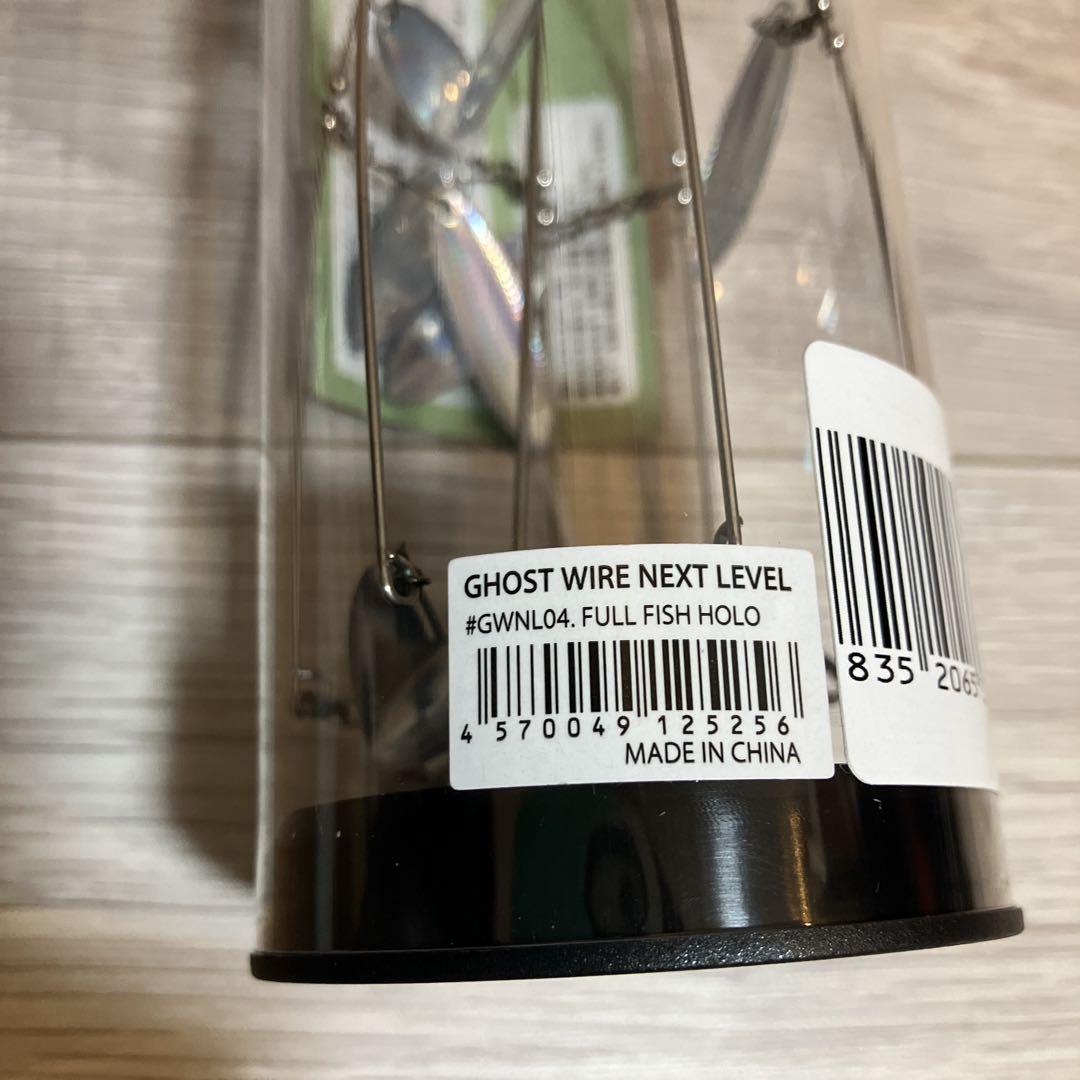 GHOST WIRE NEXT LEVEL
#GWNL04. FULL FISH HOLO
4 570049 125256
MADE IN CHINA
835 2065